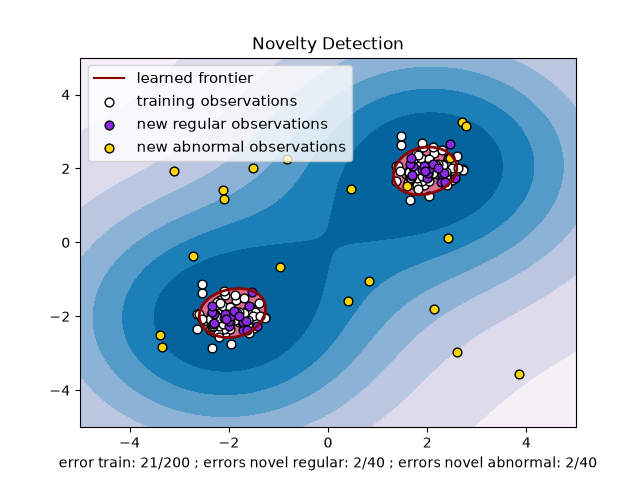 Novelty Detection
learned frontier
training observations
new regular observations
new abnormal observations
4
2
0
−2
−4
−4 −2 0 2 4
error train: 21/200 ; errors novel regular: 2/40 ; errors novel abnormal: 2/40